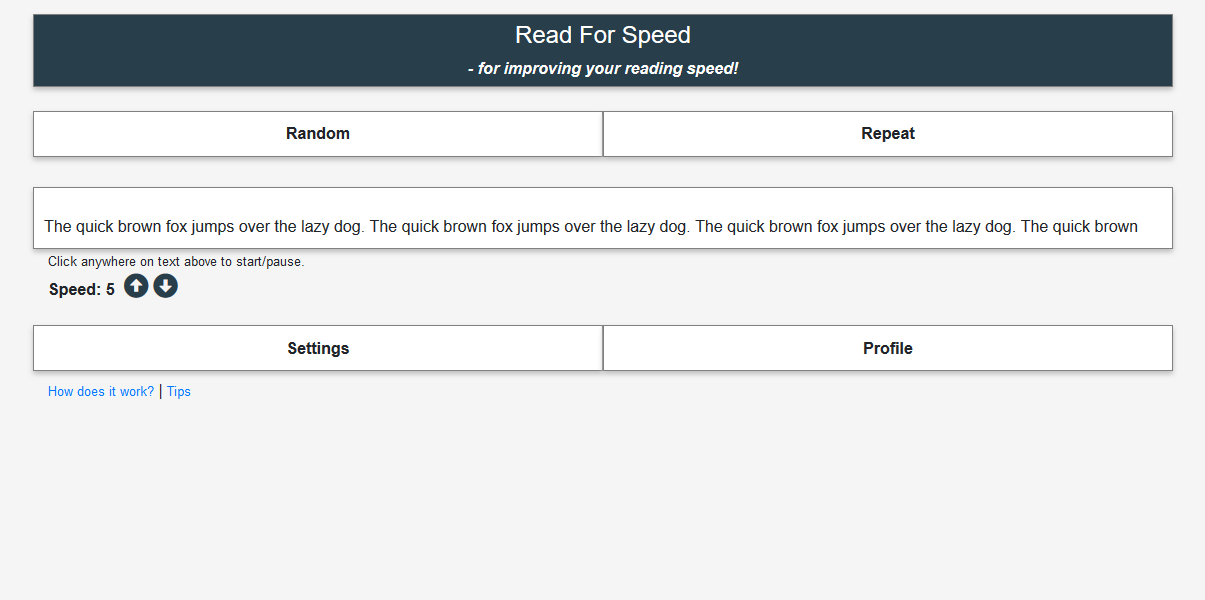 Read For Speed
- for improving your reading speed!
Random
Repeat
The quick brown fox jumps over the lazy dog. The quick brown fox jumps over the lazy dog. The quick brown fox jumps over the lazy dog. The quick brown
Click anywhere on text above to start/pause.
Speed: 5
Settings
Profile
How does it work? | Tips